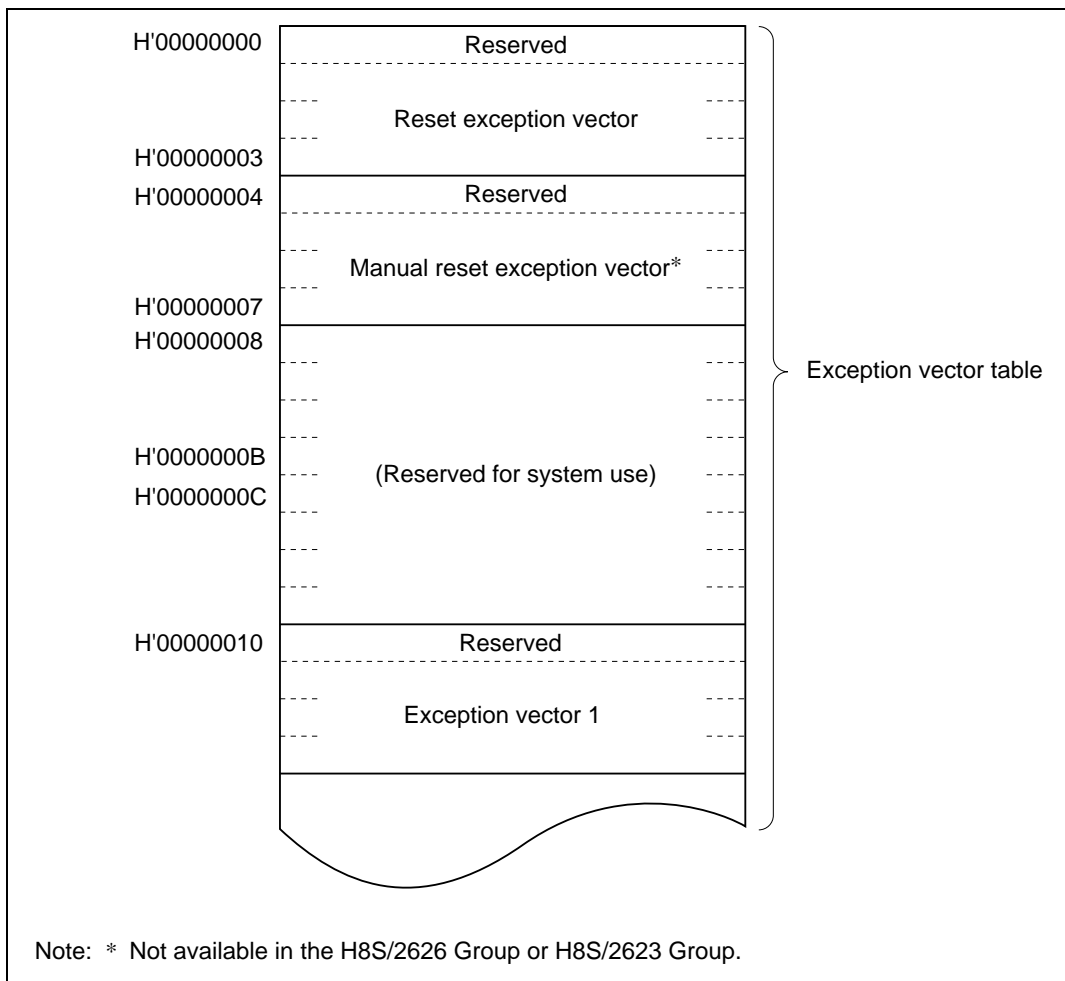 H'00000000 Reserved
Reset exception vector
H'00000003
H'00000004 Reserved
Manual reset exception vector*
H'00000007
H'00000008
Exception vector table
H'0000000B
(Reserved for system use)
H'0000000C
H'00000010 Reserved
Exception vector 1
Note: * Not available in the H8S/2626 Group or H8S/2623 Group.